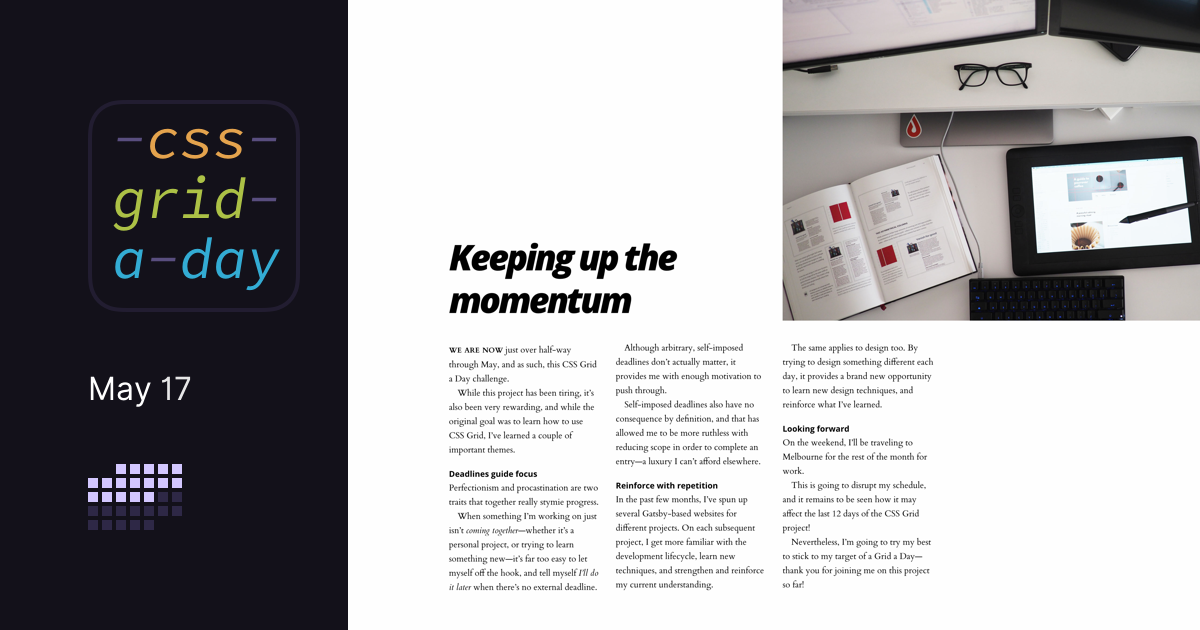 -css-
grid-
a-day
May 17
Keeping up the
momentum
WE ARE NOW just over half-way
through May, and as such, this CSS Grid
a Day challenge.
While this project has been tiring, it's
also been very rewarding, and while the
original goal was to learn how to use
CSS Grid, I've learned a couple of
important themes.
Deadlines guide focus
Perfectionism and procastination are two
traits that together really stymie progress.
When something I'm working on just
isn't coming together—whether it's a
personal project, or trying to learn
something new—it's far too easy to let
myself off the hook, and tell myself I'll do
it later when there's no external deadline.
Although arbitrary, self-imposed
deadlines don't actually matter, it
provides me with enough motivation to
push through.
Self-imposed deadlines also have no
consequence by definition, and that has
allowed me to be more ruthless with
reducing scope in order to complete an
entry—a luxury I can't afford elsewhere.
Reinforce with repetition
In the past few months, I've spun up
several Gatsby-based websites for
different projects. On each subsequent
project, I get more familiar with the
development lifecycle, learn new
techniques, and strengthen and reinforce
my current understanding.
The same applies to design too. By
trying to design something different each
day, it provides a brand new opportunity
to learn new design techniques, and
reinforce what I've learned.
Looking forward
On the weekend, I'll be traveling to
Melbourne for the rest of the month for
work.
This is going to disrupt my schedule,
and it remains to be seen how it may
affect the last 12 days of the CSS Grid
project!
Nevertheless, I'm going to try my best
to stick to my target of a Grid a Day—
thank you for joining me on this project
so far!